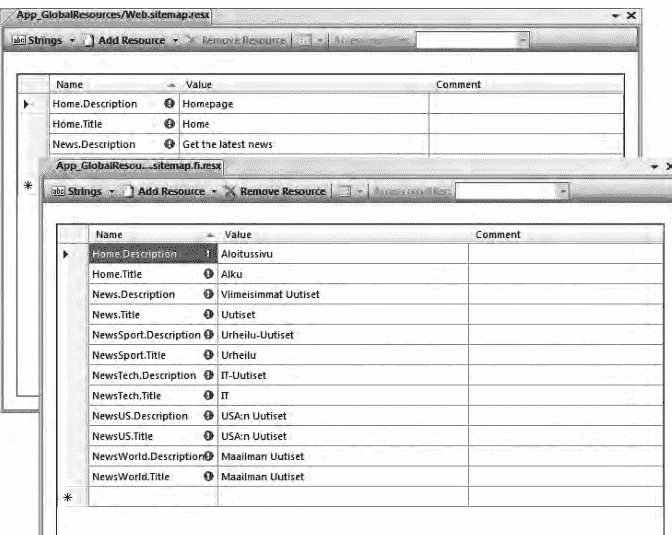 App_GlobalResources/Web.sitemap.resx
abc Strings Add Resource Remove Resource
Name Value Comment
Home.Description Homepage
Home.Title Home
News.Description Get the latest news
App_GlobalResou....sitemap.fi.resx
abc Strings Add Resource Remove Resource
Name Value Comment
Home.Description Aloitussivu
Home.Title Alku
News.Description Viimeisimmat Uutiset
News.Title Uutiset
NewsSport.Description Urheilu-Uutiset
NewsSport.Title Urheilu
NewsTech.Description IT-Uutiset
NewsTech.Title IT
NewsUS.Description USA:n Uutiset
NewsUS.Title USA:n Uutiset
NewsWorld.Description Maailman Uutiset
NewsWorld.Title Maailman Uutiset